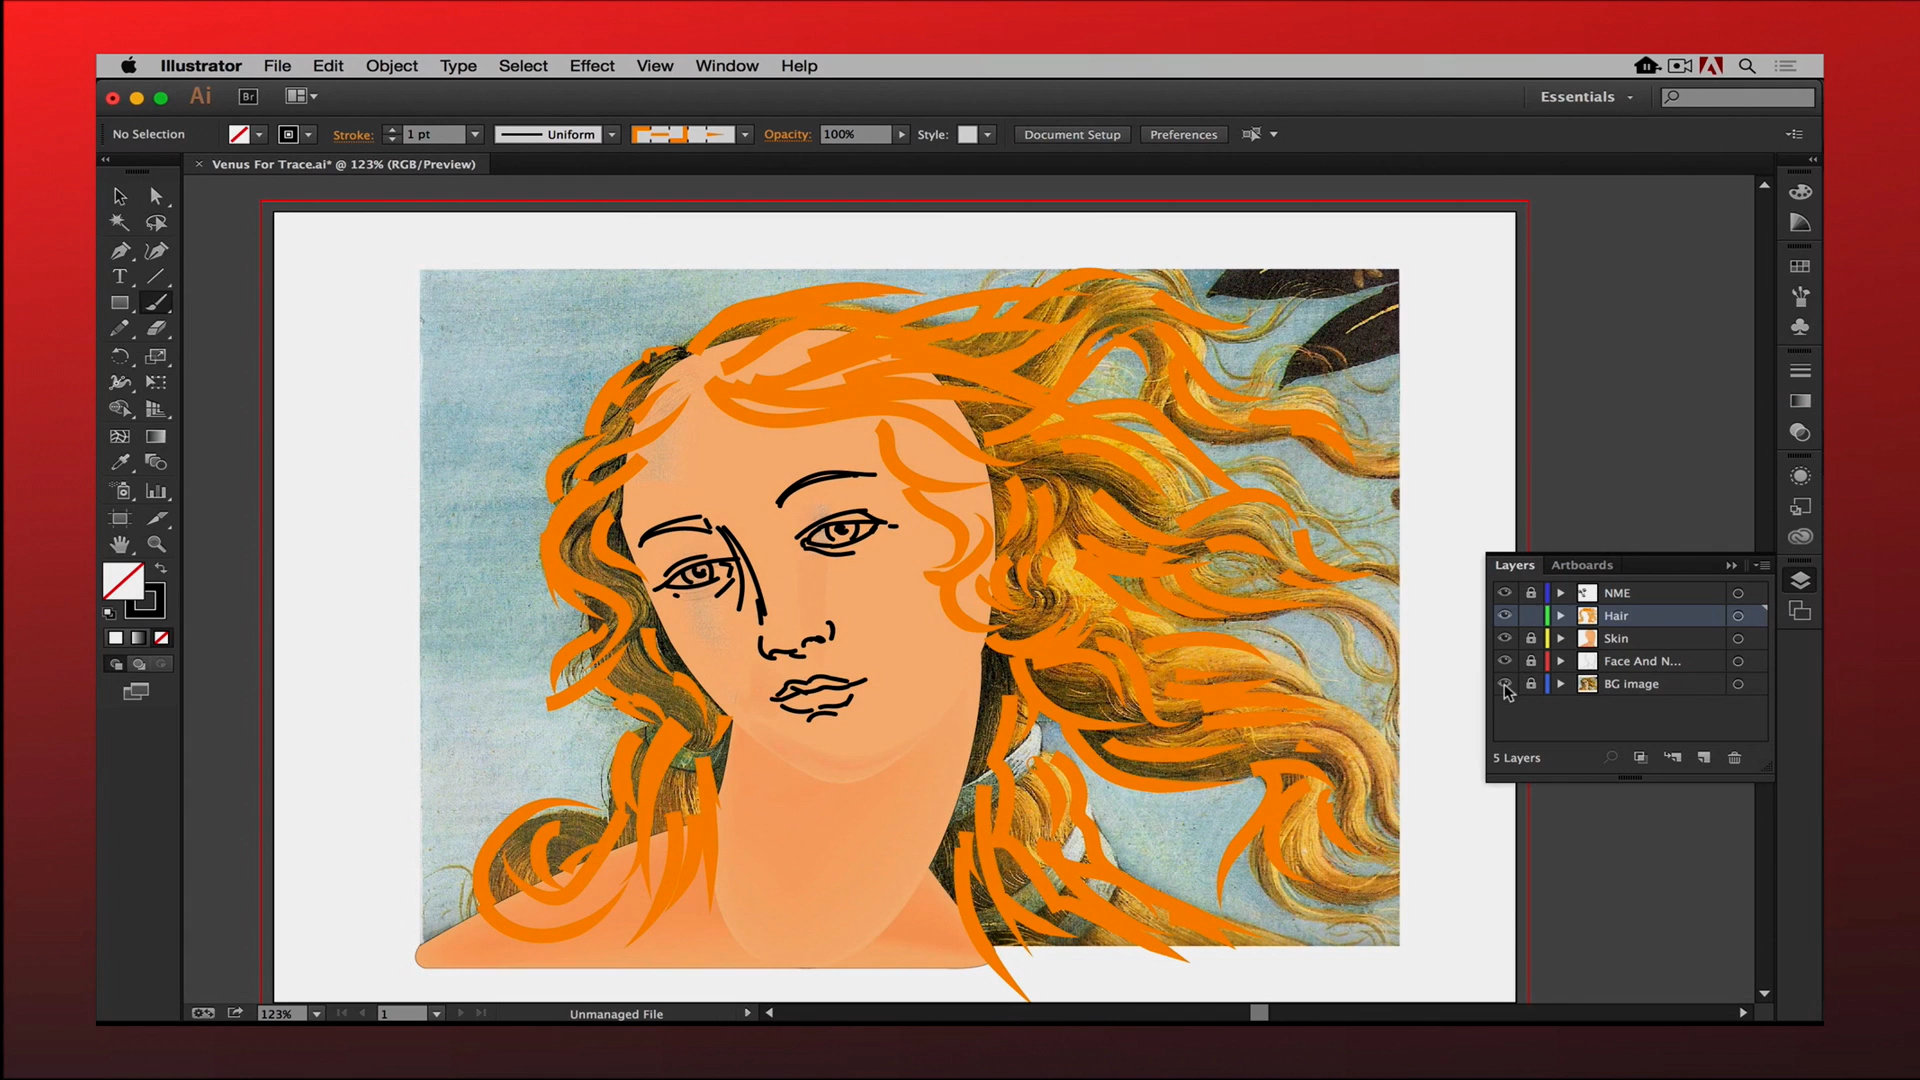 Illustrator File Edit Object Type Select Effect View Window Help
Ai Br Essentials
No Selection Stroke: 1 pt Uniform Opacity: 100% Style: Document Setup Preferences
× Venus For Trace.ai* @ 123% (RGB/Preview)
Layers Artboards
NME
Hair
Skin
Face And N...
BG image
5 Layers
123% 1 Unmanaged File